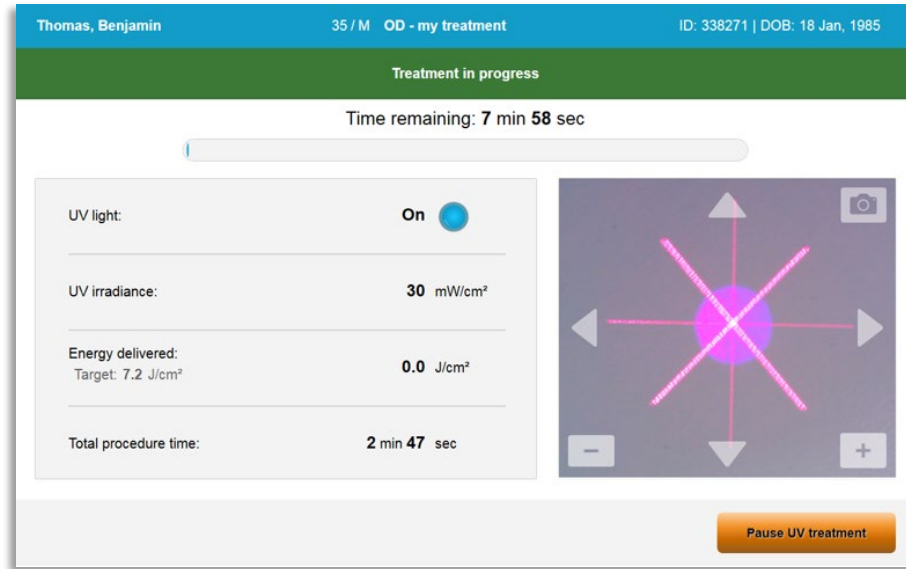 Thomas, Benjamin 35 / M OD - my treatment ID: 338271 | DOB: 18 Jan, 1985
Treatment in progress
Time remaining: 7 min 58 sec
UV light: On
UV irradiance: 30 mW/cm²
Energy delivered:
Target: 7.2 J/cm²
0.0 J/cm²
Total procedure time: 2 min 47 sec
Pause UV treatment